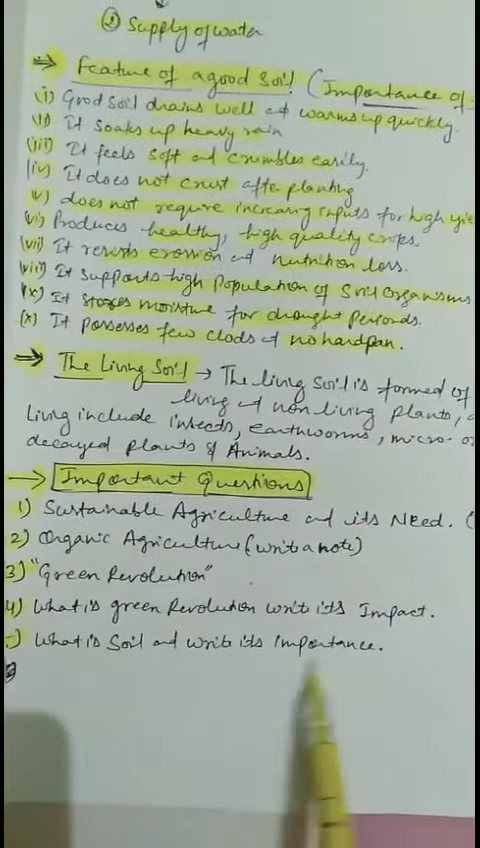 ② Supply of water
⇒ Feature of a good Soil (Importance of
(i) Good soil drains well and warms up quickly.
(ii) It Soaks up heavy rain
(iii) It feels soft and crumbles easily.
(iv) It does not crust after planting
v) does not require increasing inputs for high yie
(vi) Produces healthy, high quality crops.
(vii) It resists erosion and nutrition loss.
(viii) It Supports high Population of Soil organisms
(x) It stores moisture for drought Periods.
(x) It Possesses few clods & no hardpan.
⇒ The Living Soil → The living Soil is formed of
living and non living plants,
Living include insects, earthworms, micro-o
decayed plants & Animals.
→ Important Questions
1) Sustainable Agriculture and its Need.
2) Organic Agriculture (write a note)
3) "Green Revolution"
4) What is green Revolution write its Impact.
What is Soil and write its importance.